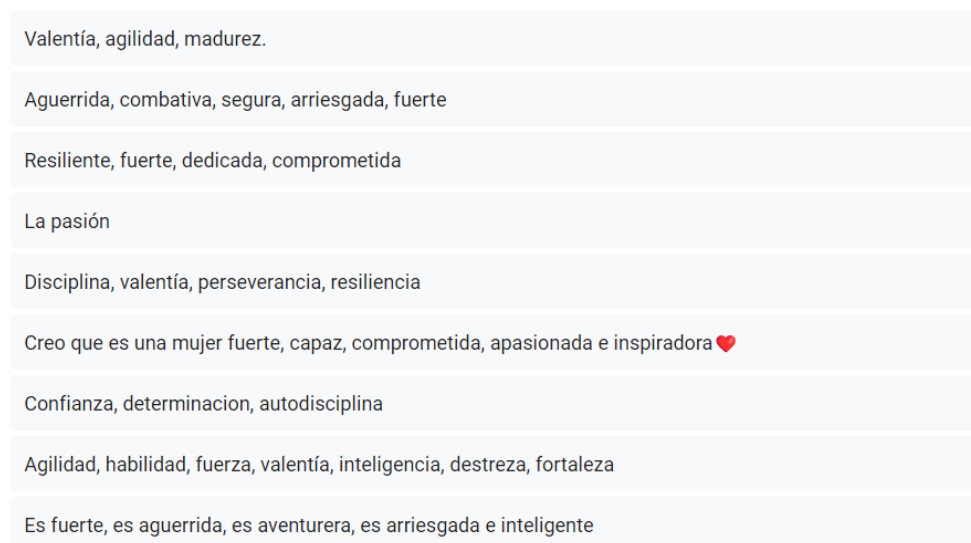 Valentía, agilidad, madurez.
Aguerrida, combativa, segura, arriesgada, fuerte
Resiliente, fuerte, dedicada, comprometida
La pasión
Disciplina, valentía, perseverancia, resiliencia
Creo que es una mujer fuerte, capaz, comprometida, apasionada e inspiradora❤️
Confianza, determinacion, autodisciplina
Agilidad, habilidad, fuerza, valentía, inteligencia, destreza, fortaleza
Es fuerte, es aguerrida, es aventurera, es arriesgada e inteligente